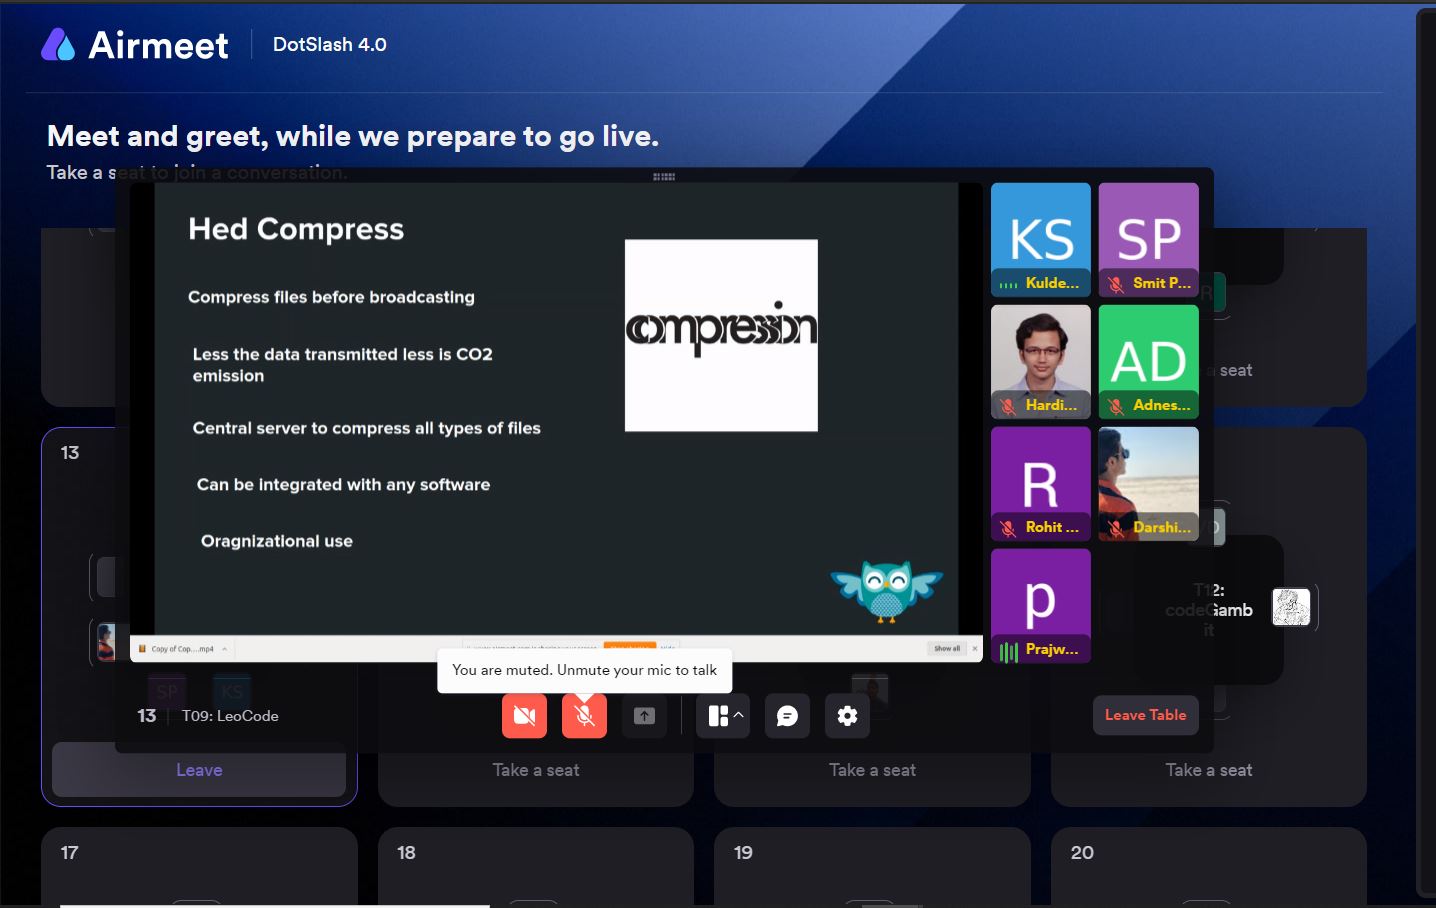 Airmeet
DotSlash 4.0
Meet and greet, while we prepare to go live.
Take a seat to join a conversation.
Hed Compress
Compress files before broadcasting
Less the data transmitted less is CO2
emission
Central server to compress all types of files
Can be integrated with any software
Oragnizational use
compression
Copy of Cop....mp4
Show all
KS
Kulde...
SP
Smit P...
Hardi...
AD
Adnes...
R
Rohit ...
Darshi...
p
Prajw...
You are muted. Unmute your mic to talk
13
T09: LeoCode
Leave Table
13
SP
KS
Leave
Take a seat
Take a seat
Take a seat
R
a seat
T12:
codeGamb
it
17
18
19
20